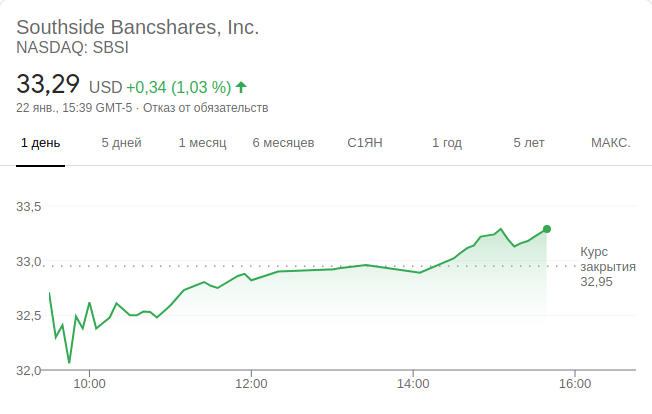 Southside Bancshares, Inc.
NASDAQ: SBSI
33,29 USD +0,34 (1,03 %)
22 янв., 15:39 GMT-5 · Отказ от обязательств
1 день 5 дней 1 месяц 6 месяцев С1ЯН 1 год 5 лет МАКС.
33,5
33,0
32,5
32,0
Курс
закрытия
32,95
10:00 12:00 14:00 16:00